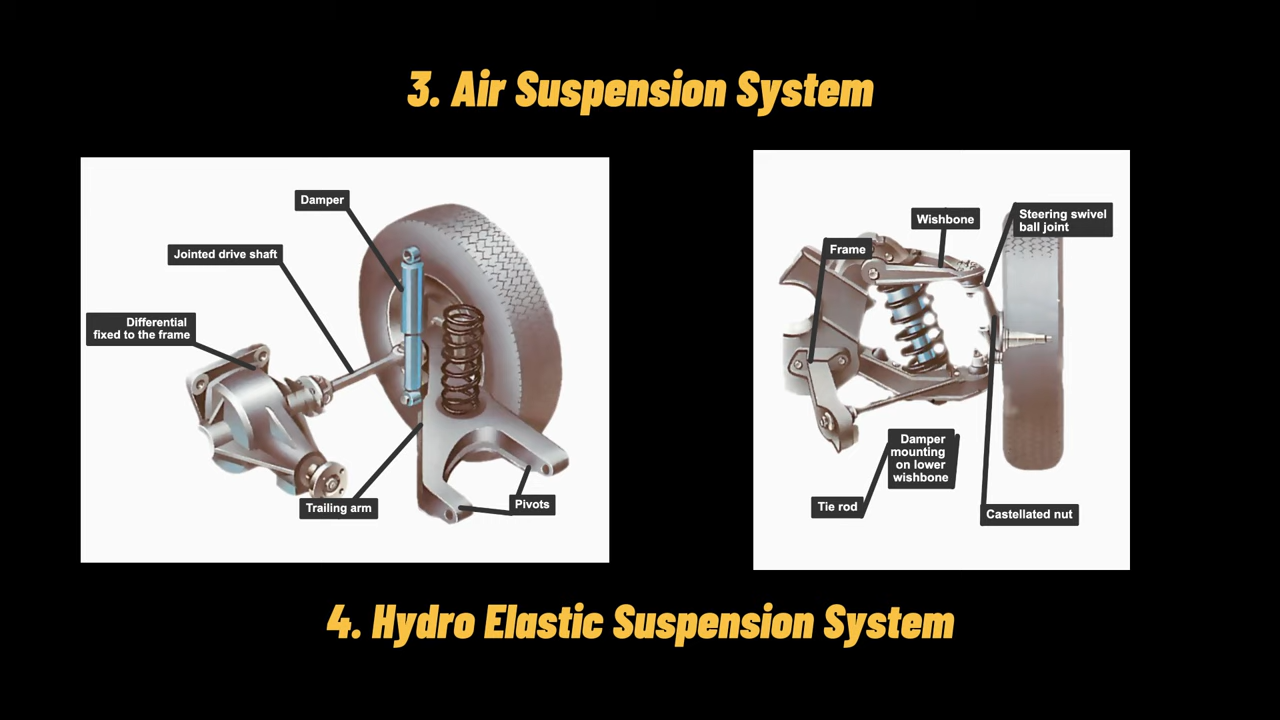 3. Air Suspension System
Damper
Jointed drive shaft
Differential
fixed to the frame
Trailing arm
Pivots
Wishbone
Steering swivel
ball joint
Frame
Damper
mounting
on lower
wishbone
Tie rod
Castellated nut
4. Hydro Elastic Suspension System